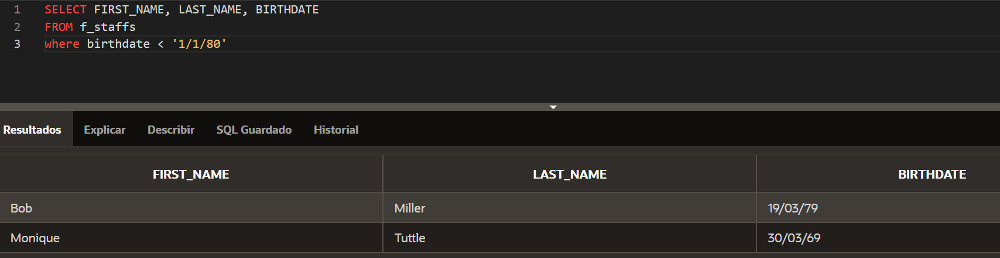 1 SELECT FIRST_NAME, LAST_NAME, BIRTHDATE
2 FROM f_staffs
3 where birthdate < '1/1/80'
Resultados Explicar Describir SQL Guardado Historial
FIRST_NAME LAST_NAME BIRTHDATE
Bob Miller 19/03/79
Monique Tuttle 30/03/69